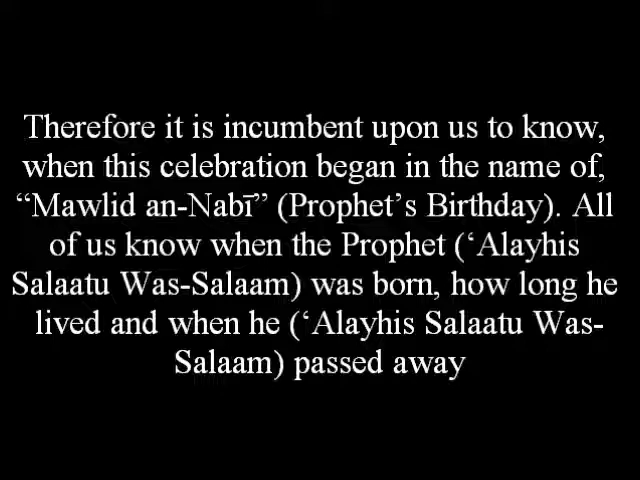 Therefore it is incumbent upon us to know,
when this celebration began in the name of,
“Mawlid an-Nabī” (Prophet’s Birthday). All
of us know when the Prophet (‘Alayhis
Salaatu Was-Salaam) was born, how long he
lived and when he (‘Alayhis Salaatu Was-
Salaam) passed away